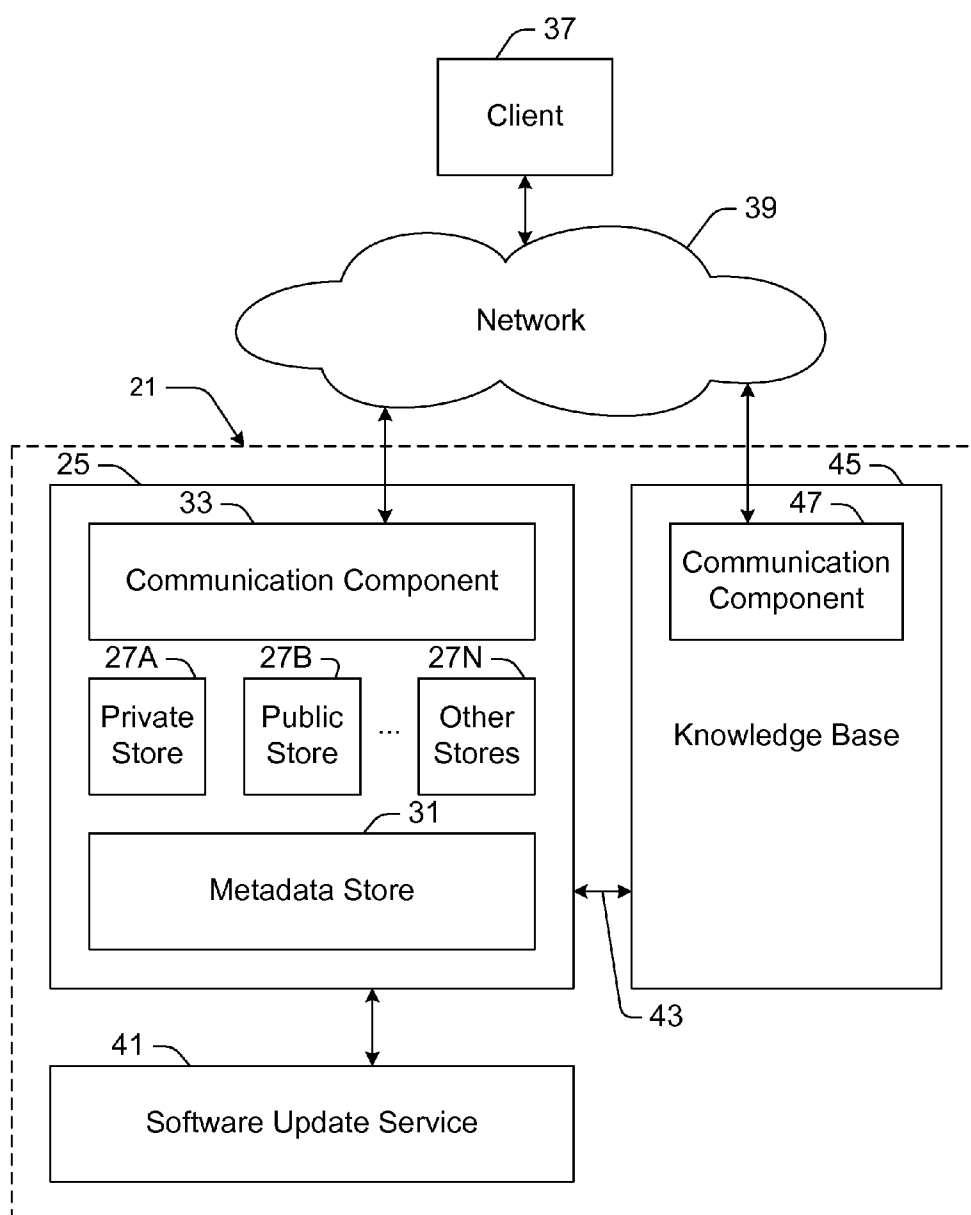 37
Client
39
Network
21
25
45
33
47
Communication Component
Communication
Component
27A
27B
27N
Private
Store
Public
Store
...
Other
Stores
Knowledge Base
31
Metadata Store
43
41
Software Update Service